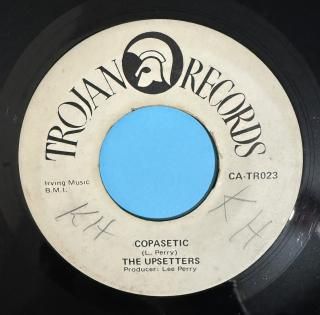 TROJAN RECORDS
Irving Music
B.M.I.
CA-TR023
KH
KH
COPASETIC
(L. Perry)
THE UPSETTERS
Producer: Lee Perry